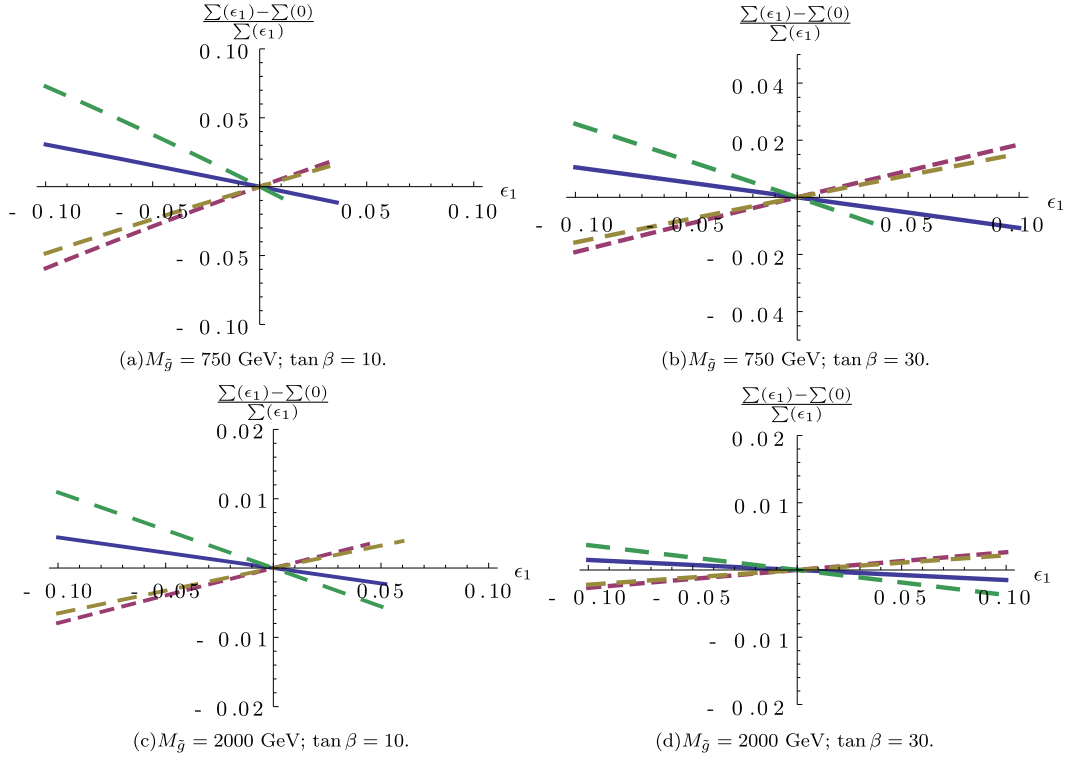 ∑(ϵ₁)−∑(0)
∑(ϵ₁)
0.10
0.05
- 0.10 - 0.05 0.05 0.10 ϵ₁
- 0.05
- 0.10
(a)M_g̃ = 750 GeV; tan β = 10.
∑(ϵ₁)−∑(0)
∑(ϵ₁)
0.04
0.02
- 0.10 - 0.05 0.05 0.10 ϵ₁
- 0.02
- 0.04
(b)M_g̃ = 750 GeV; tan β = 30.
∑(ϵ₁)−∑(0)
∑(ϵ₁)
0.02
0.01
- 0.10 - 0.05 0.05 0.10 ϵ₁
- 0.01
- 0.02
(c)M_g̃ = 2000 GeV; tan β = 10.
∑(ϵ₁)−∑(0)
∑(ϵ₁)
0.02
0.01
- 0.10 - 0.05 0.05 0.10 ϵ₁
- 0.01
- 0.02
(d)M_g̃ = 2000 GeV; tan β = 30.